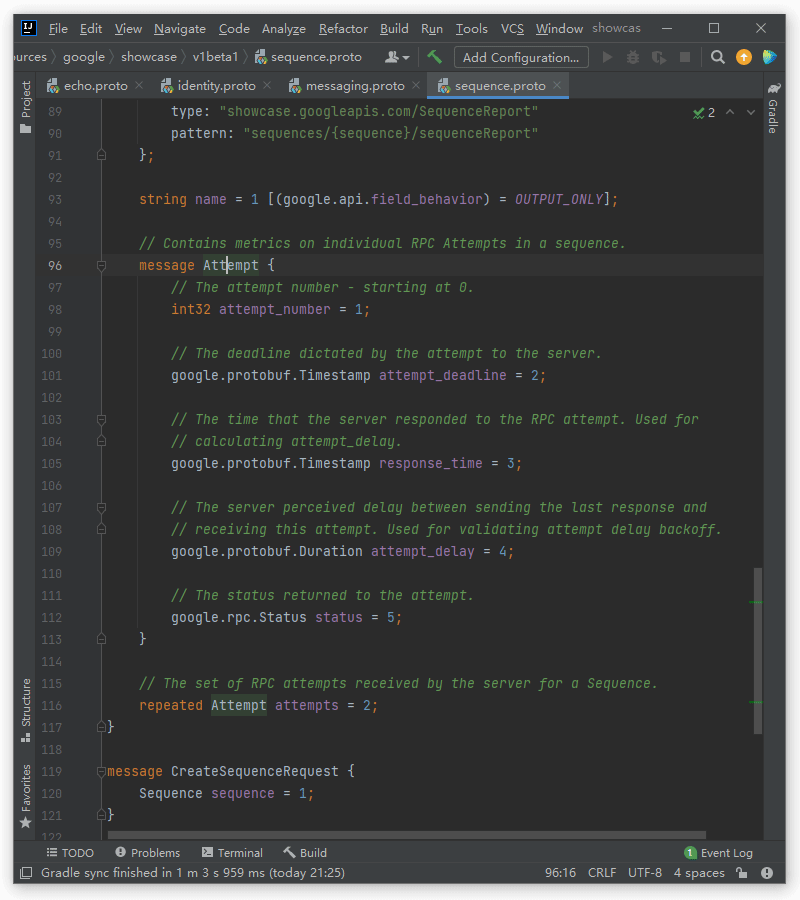 IJ File Edit View Navigate Code Analyze Refactor Build Run Tools VCS Window showcas
ources google showcase v1beta1 sequence.proto Add Configuration...
echo.proto identity.proto messaging.proto sequence.proto
Project
Gradle
2
89 type: "showcase.googleapis.com/SequenceReport"
90 pattern: "sequences/{sequence}/sequenceReport"
91 };
92
93 string name = 1 [(google.api.field_behavior) = OUTPUT_ONLY];
94
95 // Contains metrics on individual RPC Attempts in a sequence.
96 message Attempt {
97 // The attempt number - starting at 0.
98 int32 attempt_number = 1;
99
100 // The deadline dictated by the attempt to the server.
101 google.protobuf.Timestamp attempt_deadline = 2;
102
103 // The time that the server responded to the RPC attempt. Used for
104 // calculating attempt_delay.
105 google.protobuf.Timestamp response_time = 3;
106
107 // The server perceived delay between sending the last response and
108 // receiving this attempt. Used for validating attempt delay backoff.
109 google.protobuf.Duration attempt_delay = 4;
110
111 // The status returned to the attempt.
112 google.rpc.Status status = 5;
113 }
114
115 // The set of RPC attempts received by the server for a Sequence.
116 repeated Attempt attempts = 2;
117 }
118
119 message CreateSequenceRequest {
120 Sequence sequence = 1;
121 }
122
Structure
Favorites
TODO Problems Terminal Build 1 Event Log
Gradle sync finished in 1 m 3 s 959 ms (today 21:25) 96:16 CRLF UTF-8 4 spaces